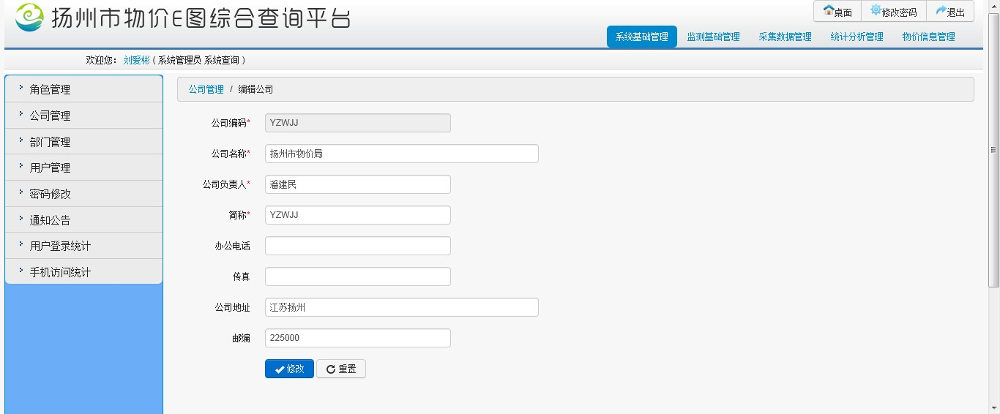 扬州市物价E图综合查询平台
桌面 修改密码 退出
系统基础管理 监测基础管理 采集数据管理 统计分析管理 物价信息管理
欢迎您： 刘爱彬 ( 系统管理员 系统查询 )
角色管理
公司管理
部门管理
用户管理
密码修改
通知公告
用户登录统计
手机访问统计
公司管理 / 编辑公司
公司编码* YZWJJ
公司名称* 扬州市物价局
公司负责人* 潘建民
简称* YZWJJ
办公电话
传真
公司地址 江苏扬州
邮编 225000
修改 重置